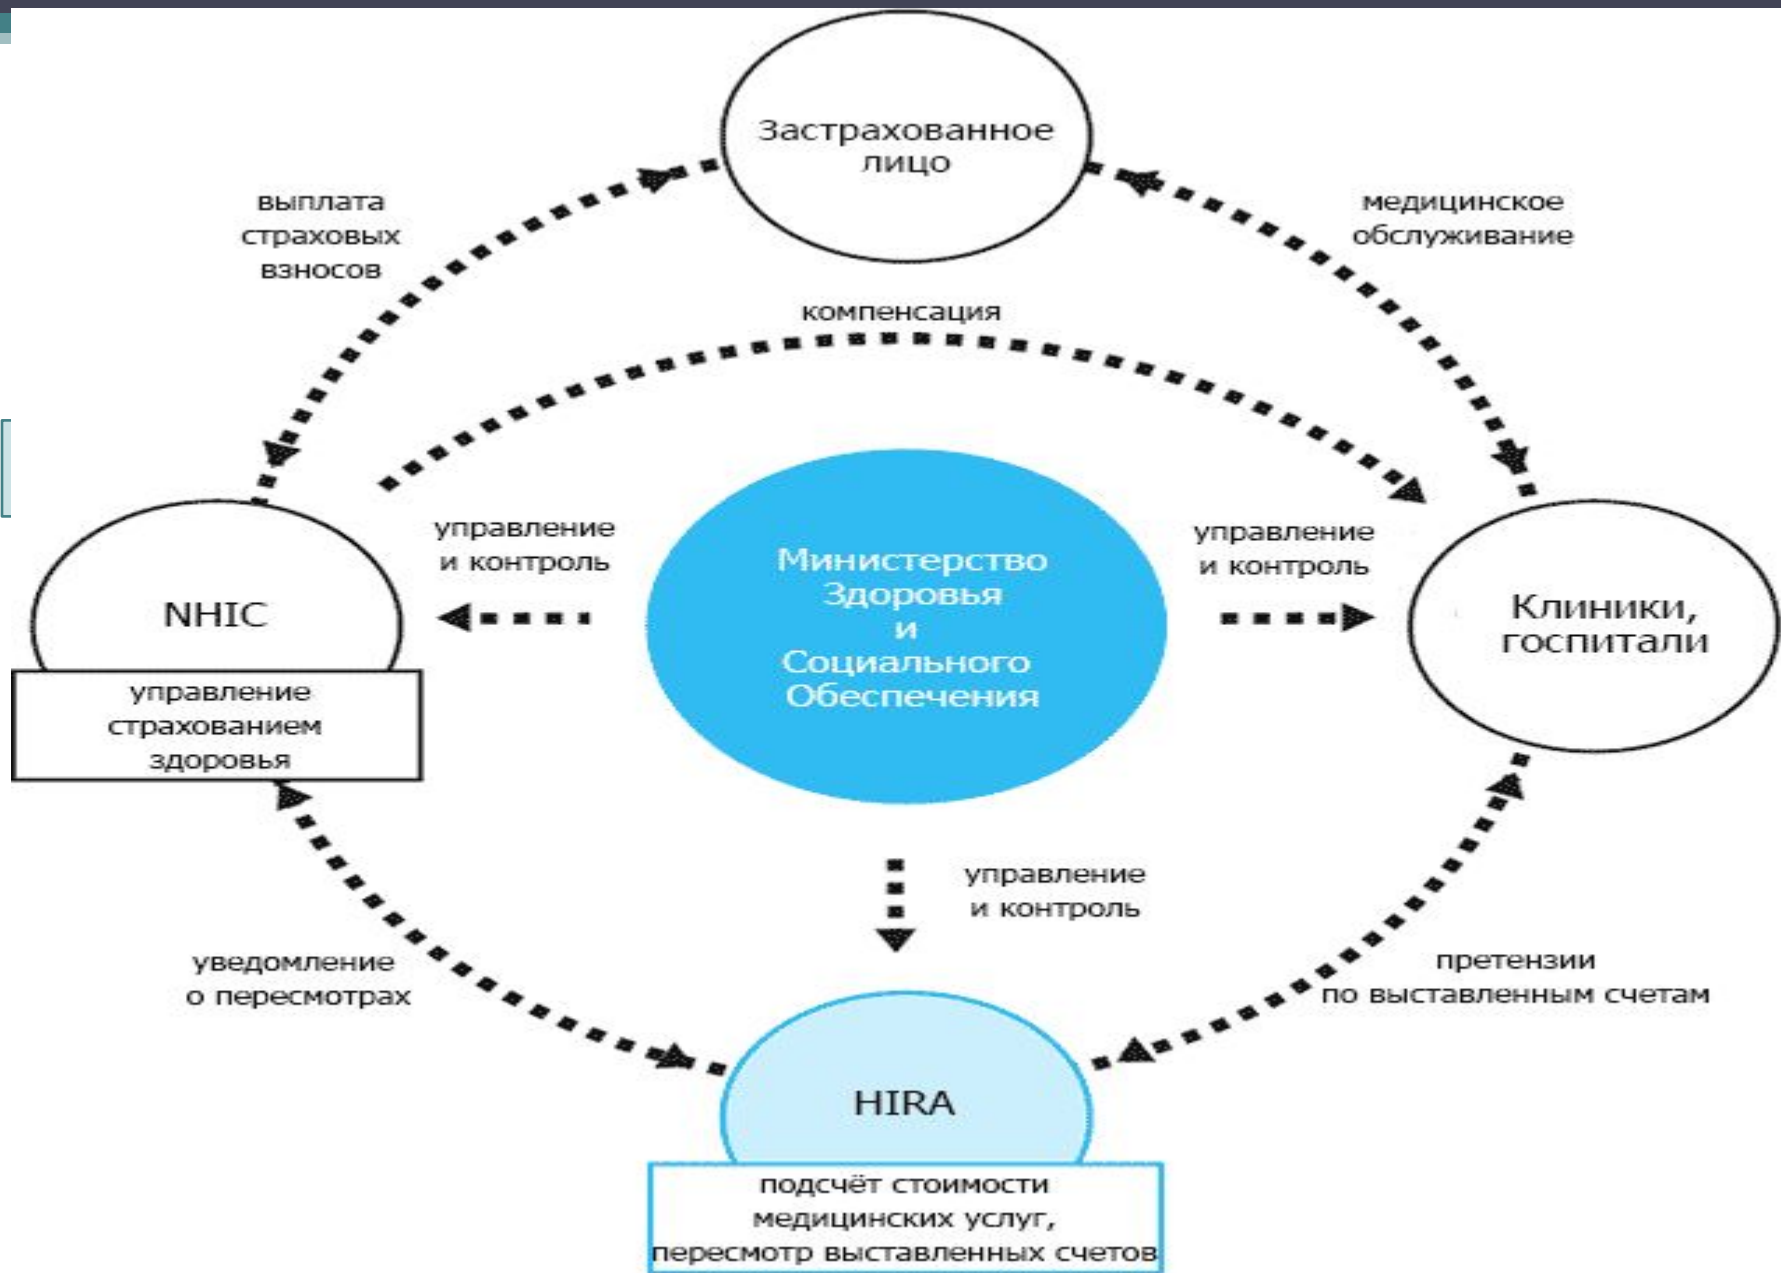 Застрахованное
лицо
выплата
страховых
взносов
медицинское
обслуживание
компенсация
управление
и контроль
Министерство
Здоровья
и
Социального
Обеспечения
управление
и контроль
NHIC
управление
страхованием
здоровья
Клиники,
госпитали
управление
и контроль
уведомление
о пересмотрах
претензии
по выставленным счетам
HIRA
подсчёт стоимости
медицинских услуг,
пересмотр выставленных счетов